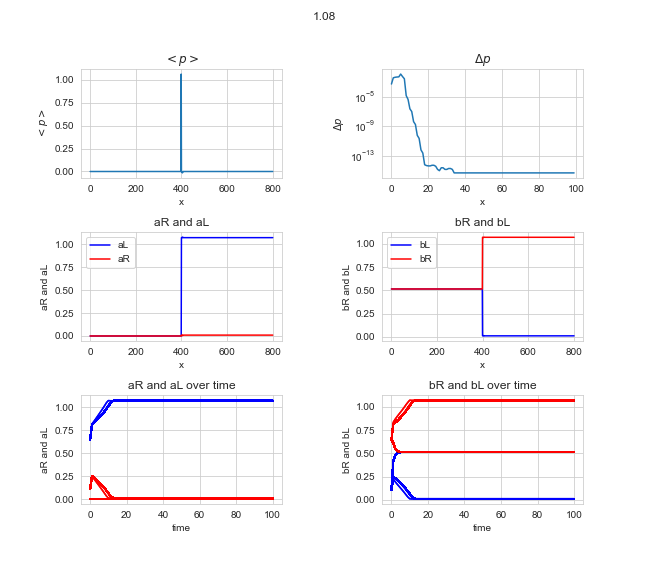 1.08
< p >
Δp
< p >
1.00
0.75
0.50
0.25
0.00
0 200 400 600 800
x
Δp
10⁻⁵
10⁻⁹
10⁻¹³
0 20 40 60 80 100
x
aR and aL
bR and bL
aR and aL
1.00
0.75
0.50
0.25
0.00
aL
aR
0 200 400 600 800
x
bR and bL
1.00
0.75
0.50
0.25
0.00
bL
bR
0 200 400 600 800
x
aR and aL over time
bR and bL over time
aR and aL
1.00
0.75
0.50
0.25
0.00
0 20 40 60 80 100
time
bR and bL
1.00
0.75
0.50
0.25
0.00
0 20 40 60 80 100
time